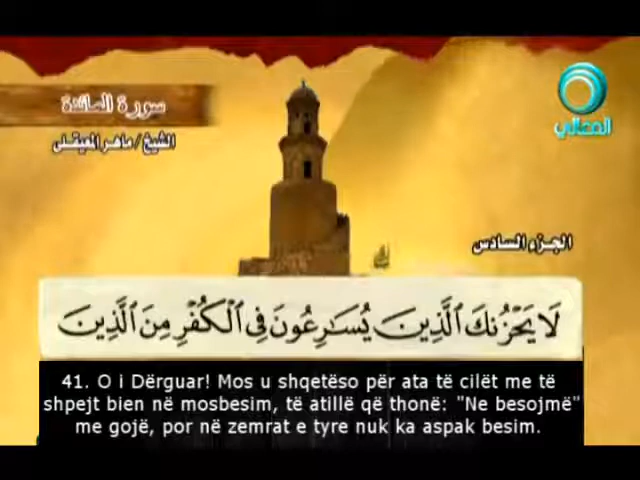 سورة المائدة
الشيخ/ماهر المعيقلي
المعالي
الجزء السادس
لَا يَحْزُنكَ الَّذِينَ يُسَارِعُونَ فِي الْكُفْرِ مِنَ الَّذِينَ
41. O i Dërguar! Mos u shqetëso për ata të cilët me të
shpejt bien në mosbesim, të atillë që thonë: "Ne besojmë"
me gojë, por në zemrat e tyre nuk ka aspak besim.